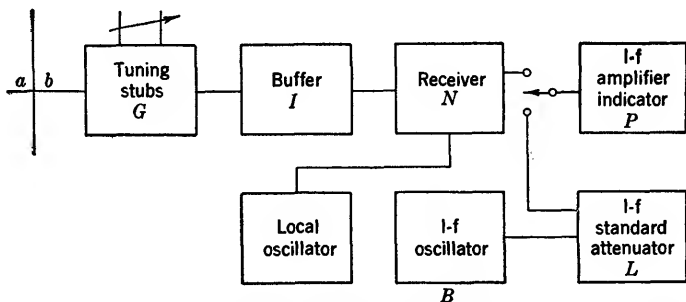 a b
Tuning
stubs
G
Buffer
I
Receiver
N
I-f
amplifier
indicator
P
Local
oscillator
I-f
oscillator
B
I-f
standard
attenuator
L